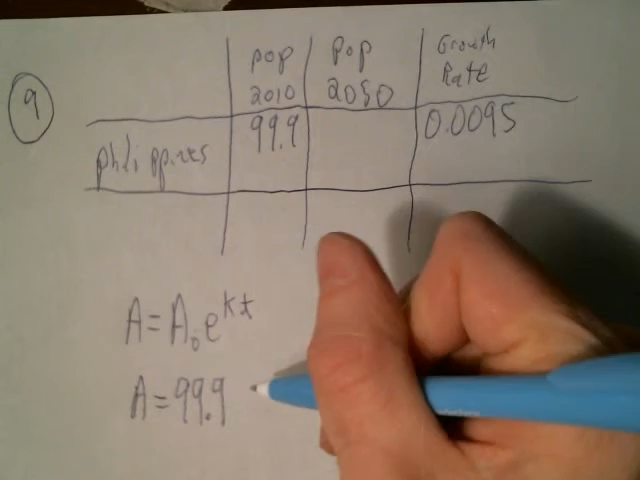 9
pop 2010
Pop 2050
Growth Rate
philippines
99.9
0.0095
A = A₀e^kt
A = 99.9